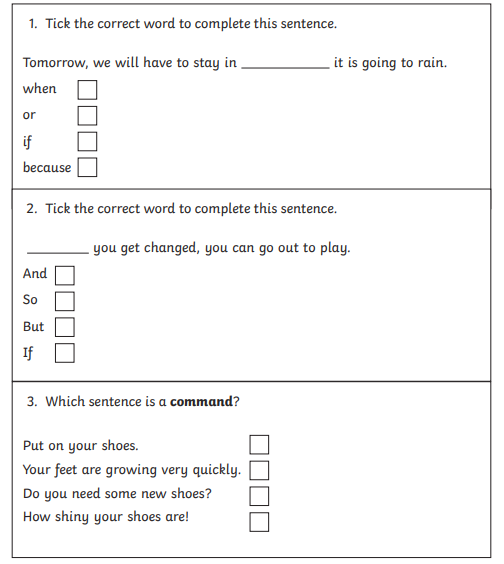 1. Tick the correct word to complete this sentence.
Tomorrow, we will have to stay in ____________ it is going to rain.
when
or
if
because
2. Tick the correct word to complete this sentence.
________ you get changed, you can go out to play.
And
So
But
If
3. Which sentence is a command?
Put on your shoes.
Your feet are growing very quickly.
Do you need some new shoes?
How shiny your shoes are!